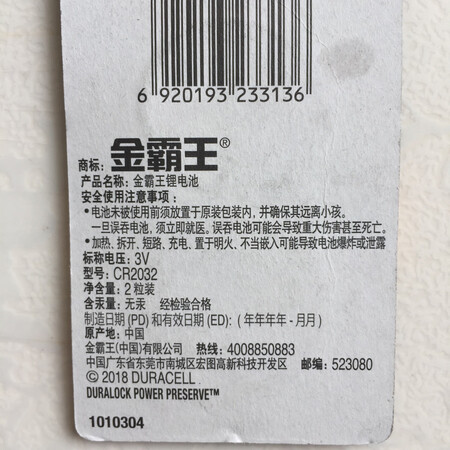 6 920193 233136
商标: 金霸王®
产品名称: 金霸王锂电池
安全使用注意事项:
• 电池未被使用前须放置于原装包装内，并确保其远离小孩。
一旦误吞电池，须立即就医。误吞电池可能会导致重大伤害甚至死亡。
• 加热、拆开、短路、充电、置于明火、不当嵌入可能导致电池爆炸或泄露
标称电压: 3V
型号: CR2032
净含量: 2 粒装
含汞量: 无汞 经检验合格
制造日期 (PD) 和有效日期 (ED): ( 年年年年 - 月月 )
原产地: 中国
金霸王(中国)有限公司 热线: 4008850883
中国广东省东莞市南城区宏图高新科技开发区 邮编: 523080
© 2018 DURACELL
DURALOCK POWER PRESERVE™
1010304